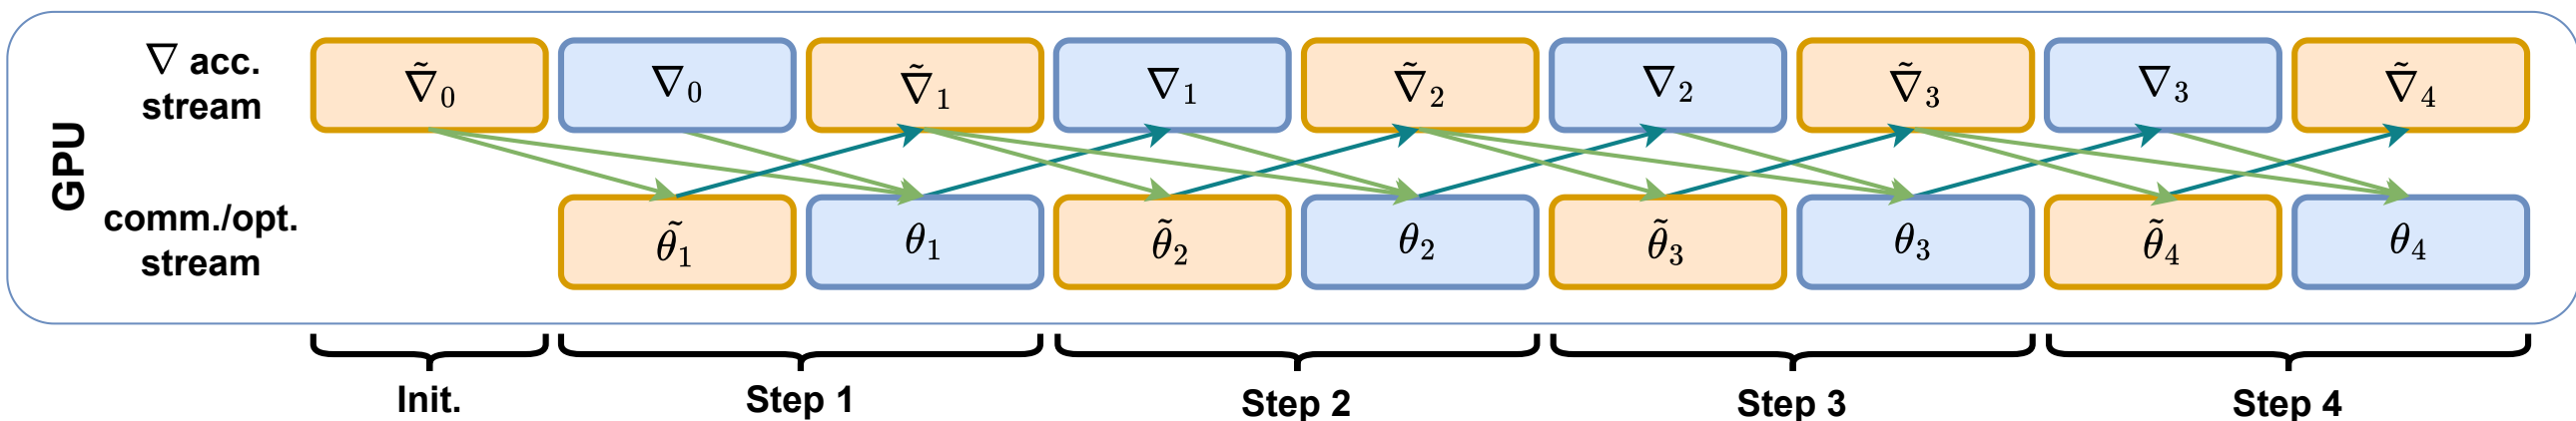 GPU
∇ acc.
stream
∇̃₀ ∇₀ ∇̃₁ ∇₁ ∇̃₂ ∇₂ ∇̃₃ ∇₃ ∇̃₄
comm./opt.
stream
θ̃₁ θ₁ θ̃₂ θ₂ θ̃₃ θ₃ θ̃₄ θ₄
Init. Step 1 Step 2 Step 3 Step 4